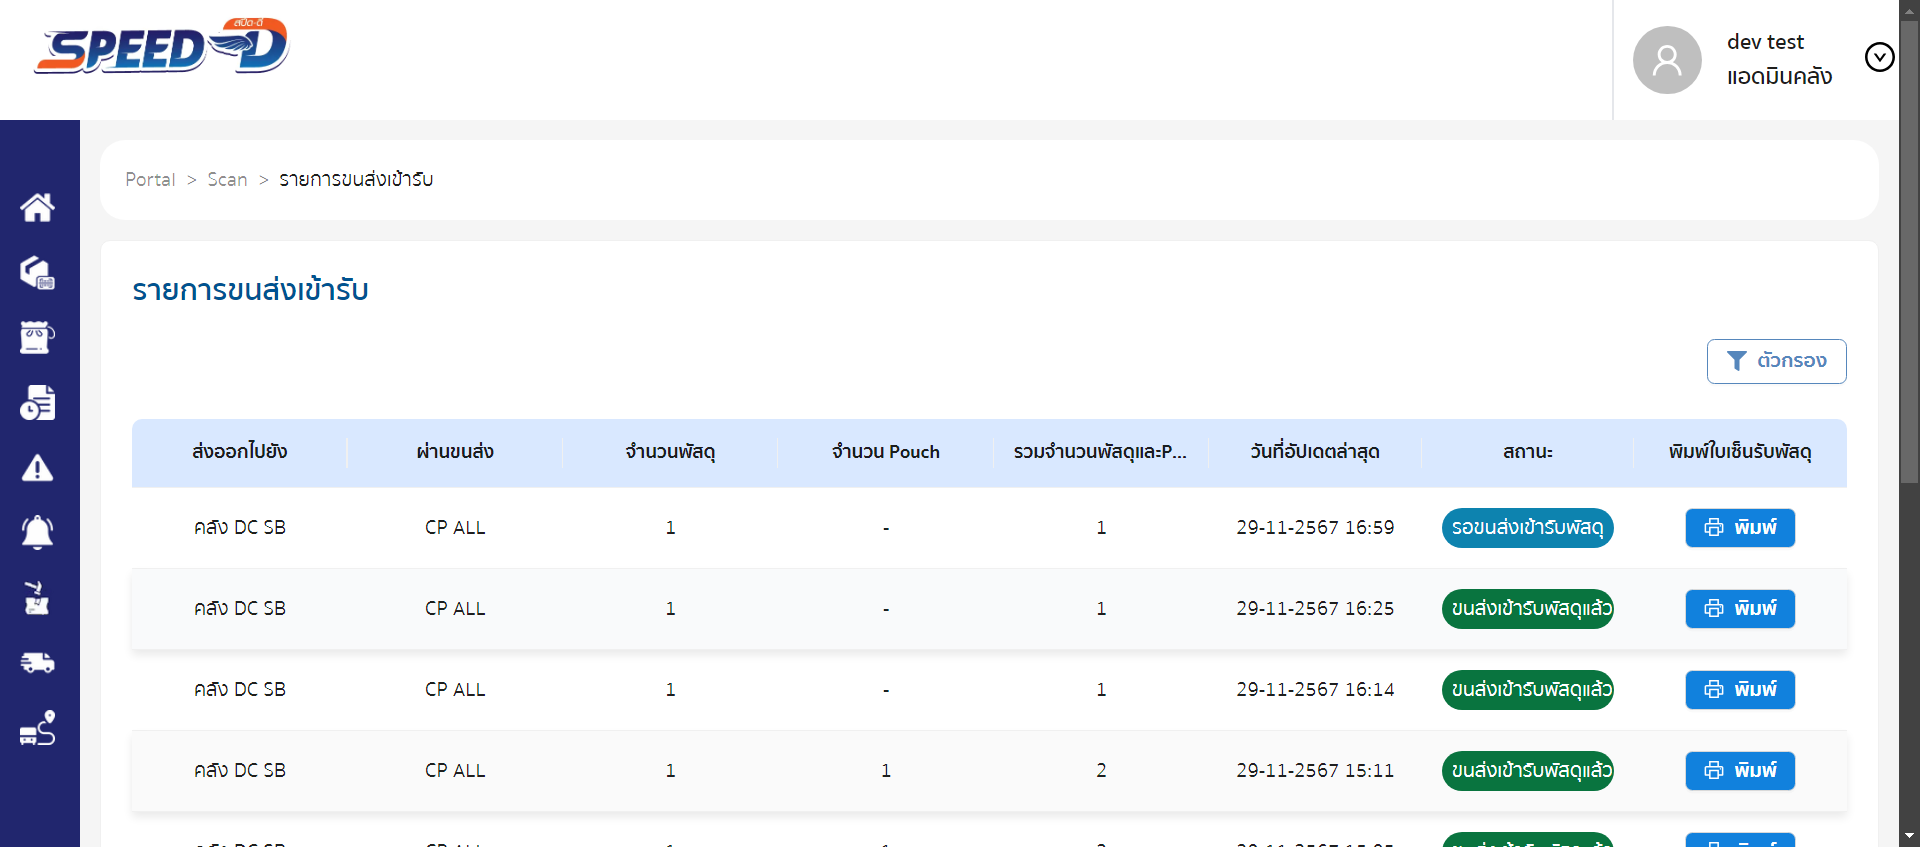 สปีด-ดี
SPEED-D
dev test
แอดมินคลัง
Portal > Scan > รายการขนส่งเข้ารับ
รายการขนส่งเข้ารับ
ตัวกรอง
ส่งออกไปยัง ผ่านขนส่ง จำนวนพัสดุ จำนวน Pouch รวมจำนวนพัสดุและP... วันที่อัปเดตล่าสุด สถานะ พิมพ์ใบเซ็นรับพัสดุ
คลัง DC SB CP ALL 1 - 1 29-11-2567 16:59 รอขนส่งเข้ารับพัสดุ พิมพ์
คลัง DC SB CP ALL 1 - 1 29-11-2567 16:25 ขนส่งเข้ารับพัสดุแล้ว พิมพ์
คลัง DC SB CP ALL 1 - 1 29-11-2567 16:14 ขนส่งเข้ารับพัสดุแล้ว พิมพ์
คลัง DC SB CP ALL 1 1 2 29-11-2567 15:11 ขนส่งเข้ารับพัสดุแล้ว พิมพ์